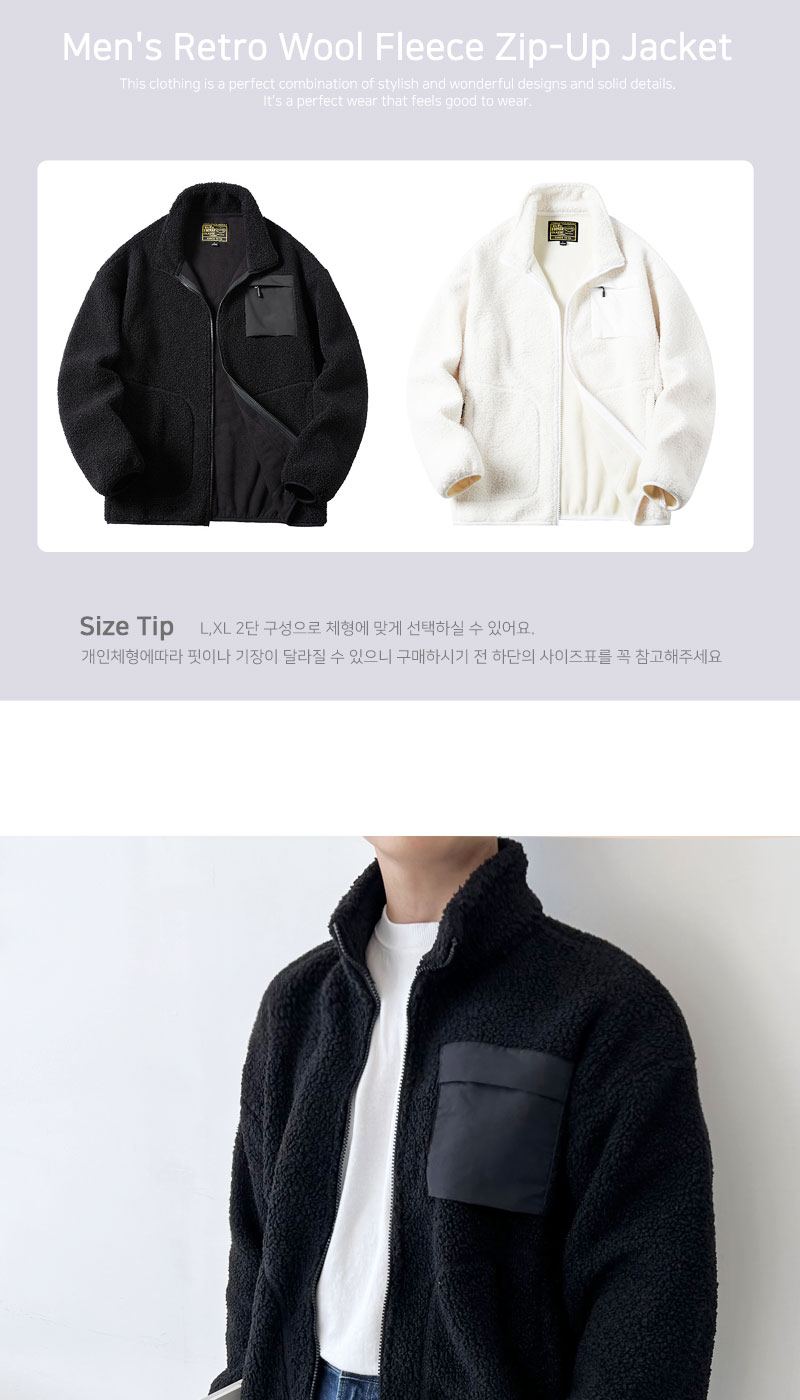 Men's Retro Wool Fleece Zip-Up Jacket
This clothing is a perfect combination of stylish and wonderful designs and solid details.
It's a perfect wear that feels good to wear.
Size Tip L,XL 2단 구성으로 체형에 맞게 선택하실 수 있어요.
개인체형에따라 핏이나 기장이 달라질 수 있으니 구매하시기 전 하단의 사이즈표를 꼭 참고해주세요